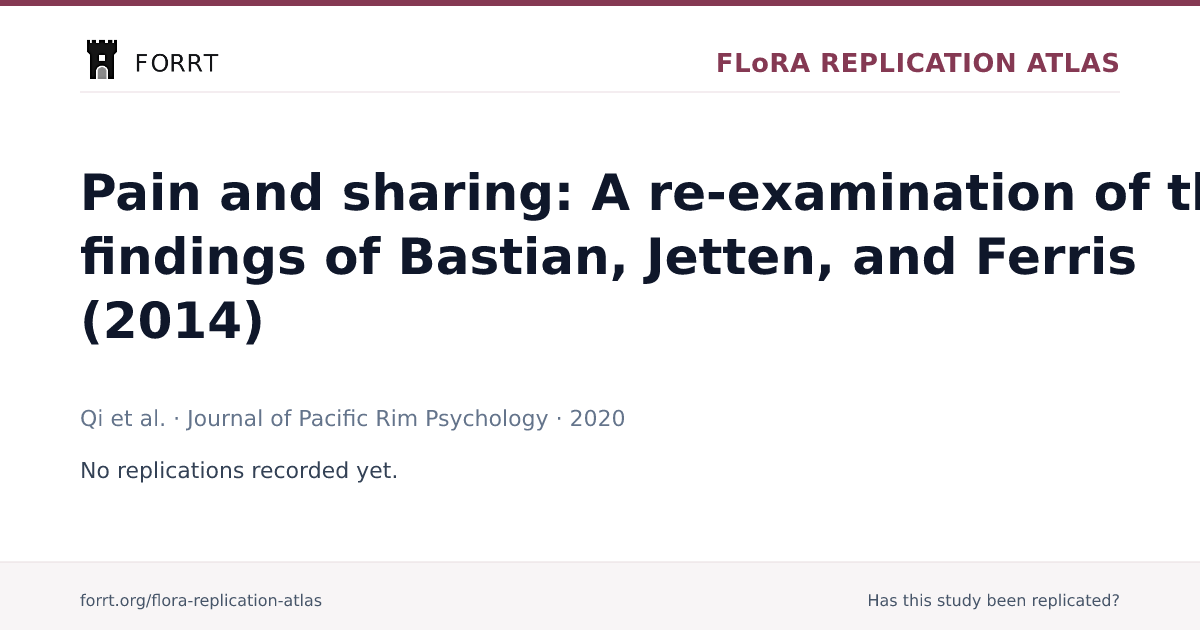 FORRT
FLoRA REPLICATION ATLAS
Pain and sharing: A re-examination of
findings of Bastian, Jetten, and Ferris
(2014)
Qi et al. · Journal of Pacific Rim Psychology · 2020
No replications recorded yet.
forrt.org/flora-replication-atlas
Has this study been replicated?